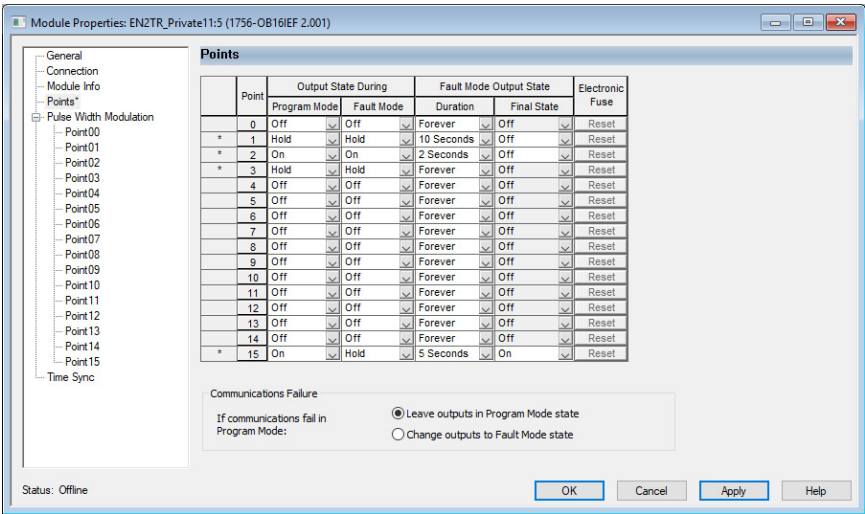 Module Properties: EN2TR_Private11:5 (1756-OB16IEF 2.001)
General
Connection
Module Info
Points*
Pulse Width Modulation
Point00
Point01
Point02
Point03
Point04
Point05
Point06
Point07
Point08
Point09
Point10
Point11
Point12
Point13
Point14
Point15
Time Sync
Points
Point Output State During Fault Mode Output State Electronic Fuse
Program Mode Fault Mode Duration Final State
0 Off Off Forever Off Reset
* 1 Hold Hold 10 Seconds Off Reset
* 2 On On 2 Seconds Off Reset
* 3 Hold Hold Forever Off Reset
4 Off Off Forever Off Reset
5 Off Off Forever Off Reset
6 Off Off Forever Off Reset
7 Off Off Forever Off Reset
8 Off Off Forever Off Reset
9 Off Off Forever Off Reset
10 Off Off Forever Off Reset
11 Off Off Forever Off Reset
12 Off Off Forever Off Reset
13 Off Off Forever Off Reset
14 Off Off Forever Off Reset
* 15 On Hold 5 Seconds On Reset
Communications Failure
If communications fail in
Program Mode:
Leave outputs in Program Mode state
Change outputs to Fault Mode state
Status: Offline
OK Cancel Apply Help